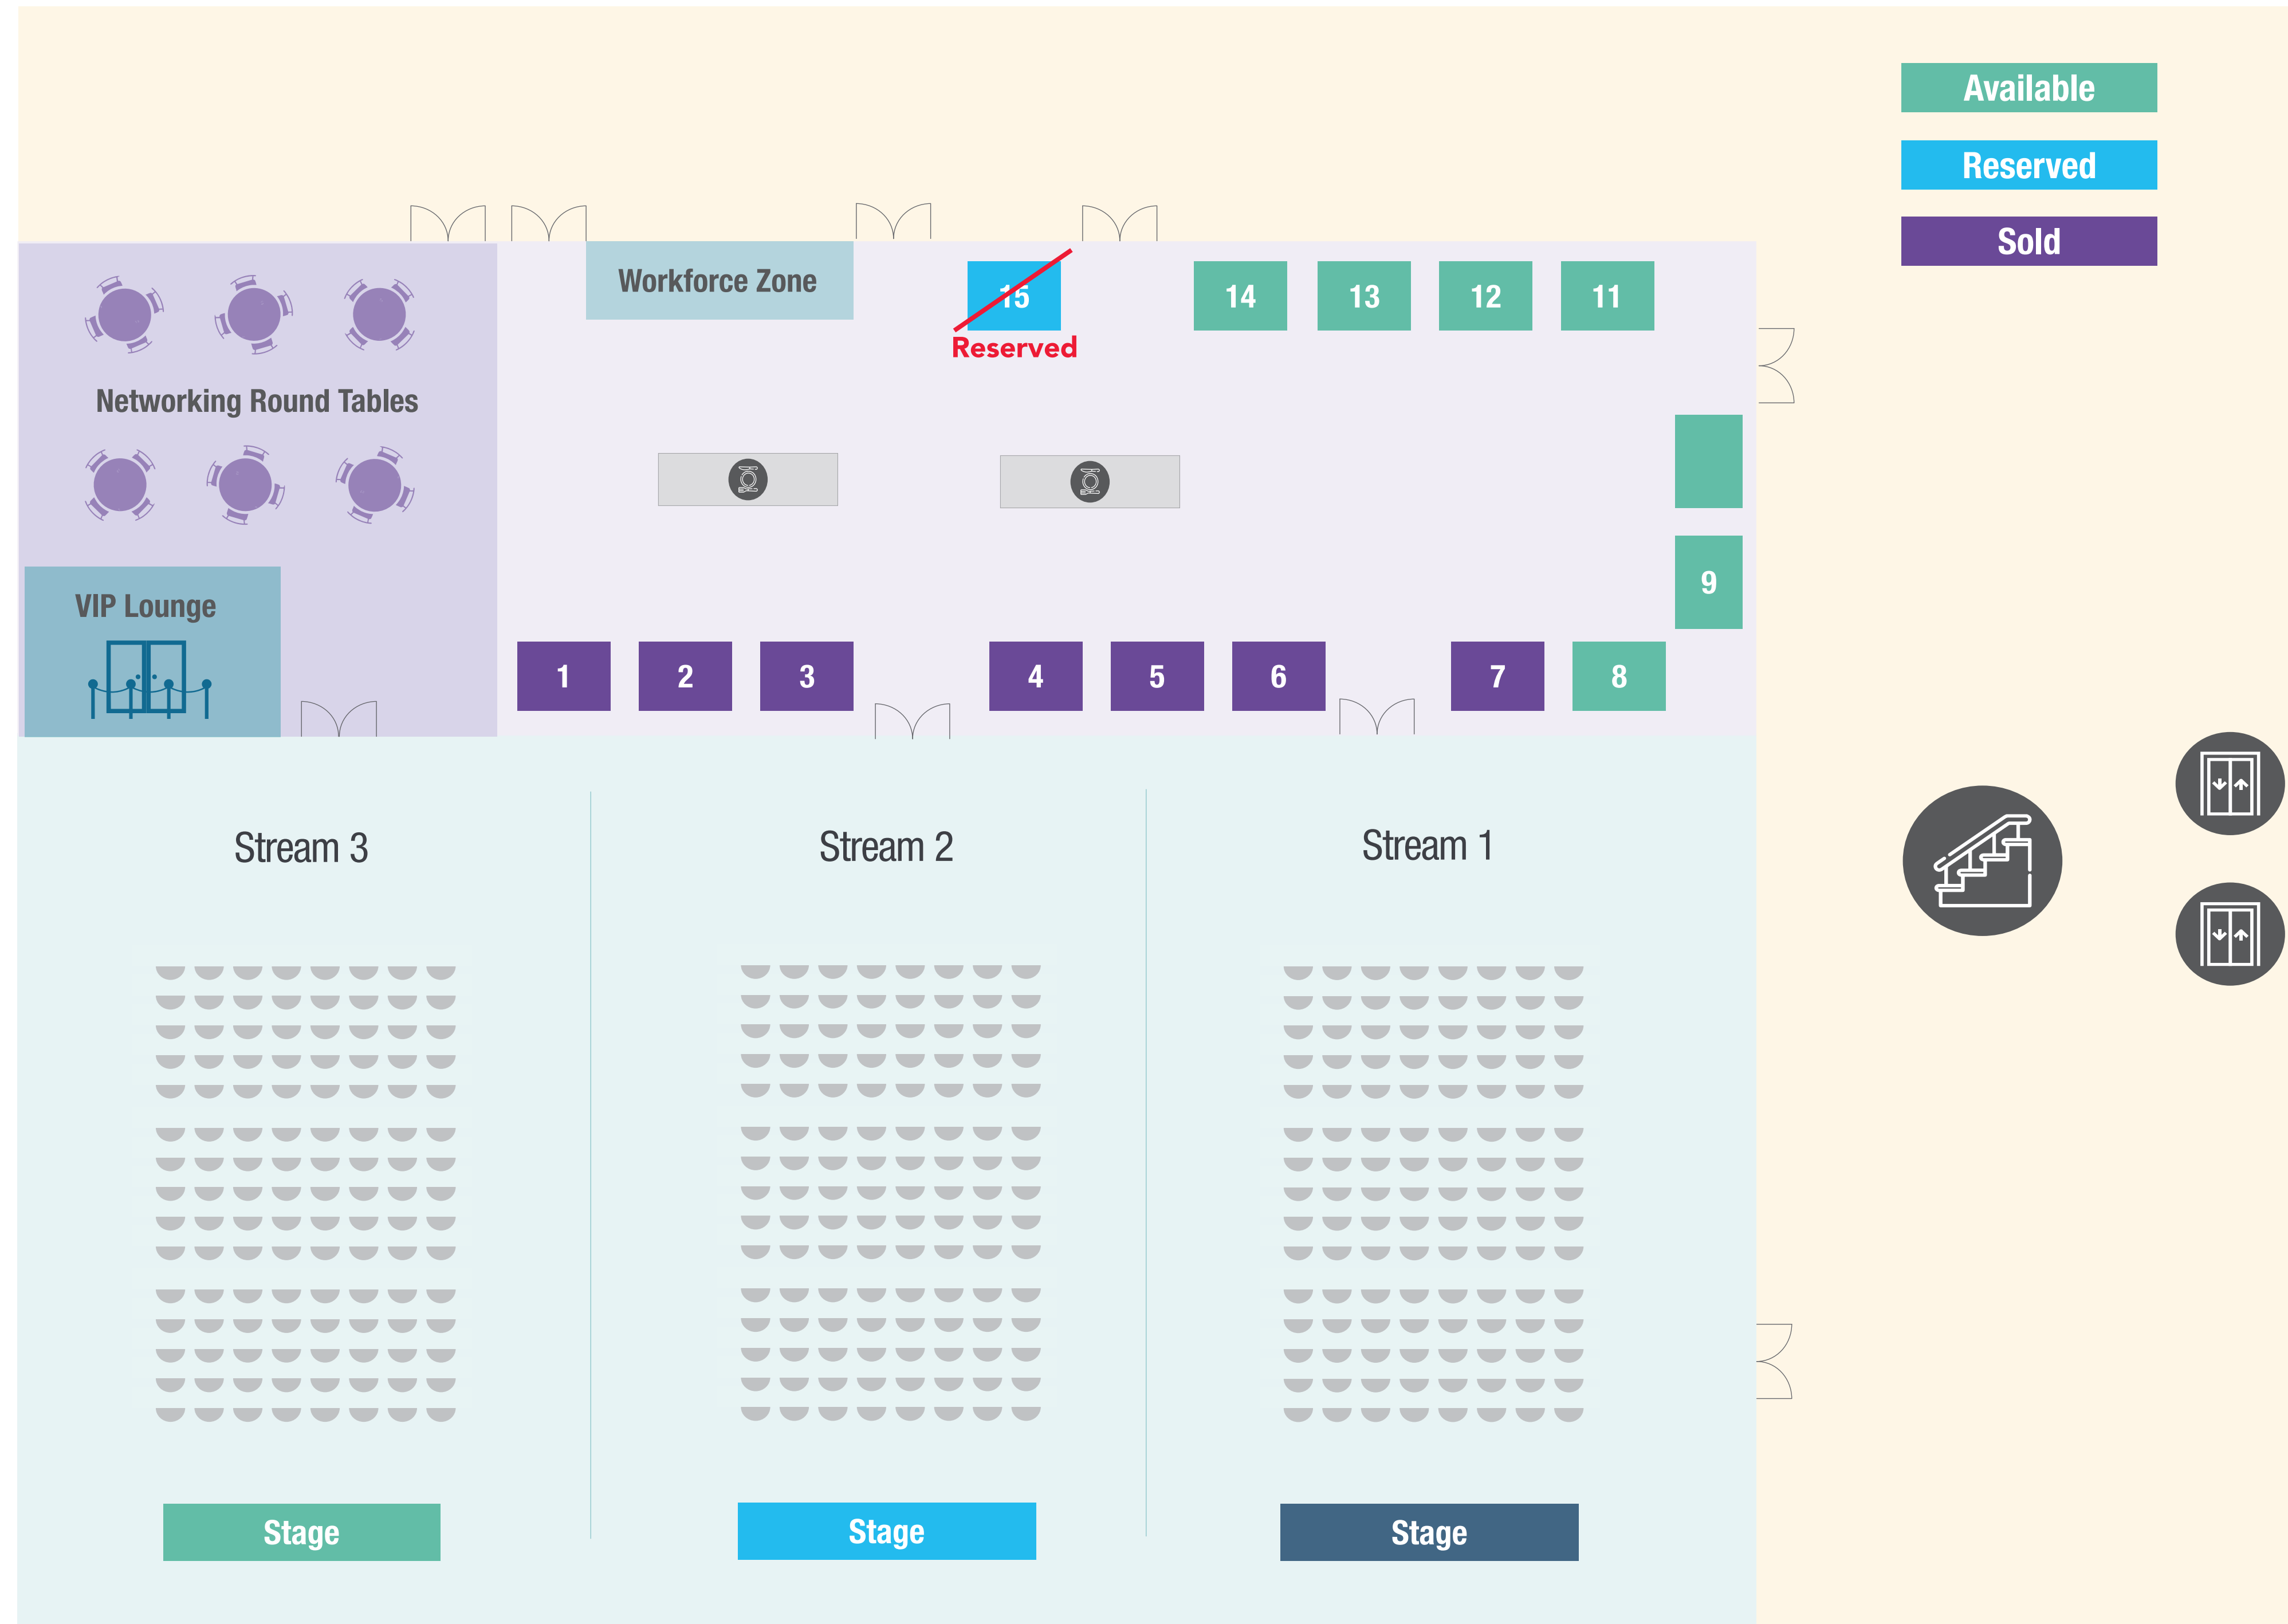 Available
Reserved
Sold
Workforce Zone
15
Reserved
14
13
12
11
Networking Round Tables
9
VIP Lounge
1
2
3
4
5
6
7
8
Stream 3
Stream 2
Stream 1
Stage
Stage
Stage